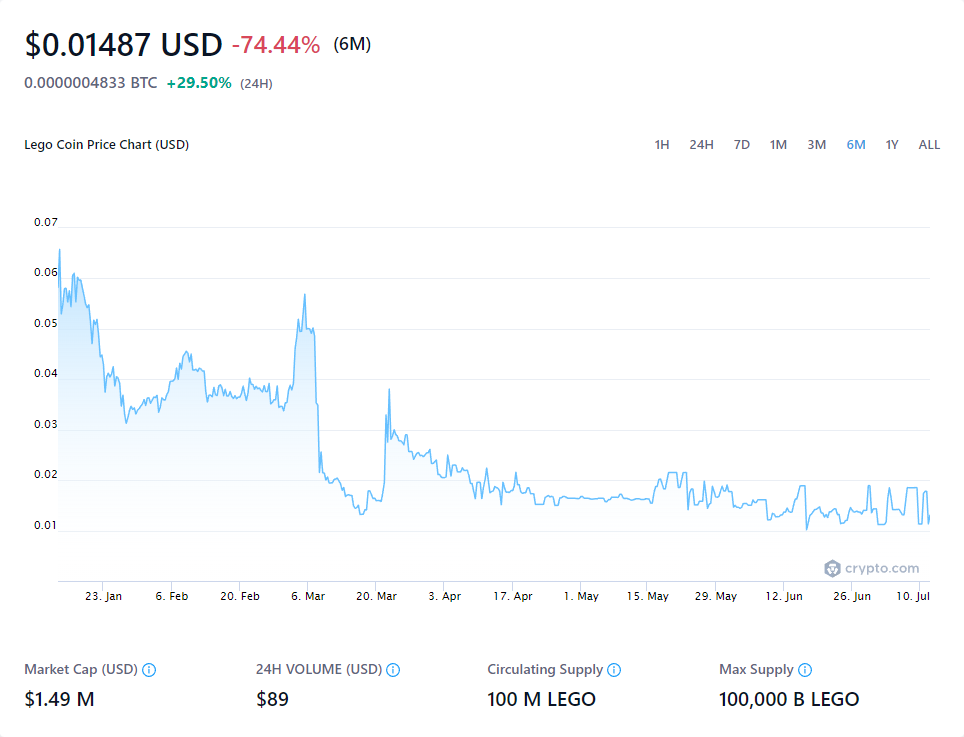 $0.01487 USD -74.44% (6M)
0.0000004833 BTC +29.50% (24H)
Lego Coin Price Chart (USD)
1H 24H 7D 1M 3M 6M 1Y ALL
0.07
0.06
0.05
0.04
0.03
0.02
0.01
crypto.com
23. Jan 6. Feb 20. Feb 6. Mar 20. Mar 3. Apr 17. Apr 1. May 15. May 29. May 12. Jun 26. Jun 10. Jul
Market Cap (USD) 24H VOLUME (USD) Circulating Supply Max Supply
$1.49 M $89 100 M LEGO 100,000 B LEGO